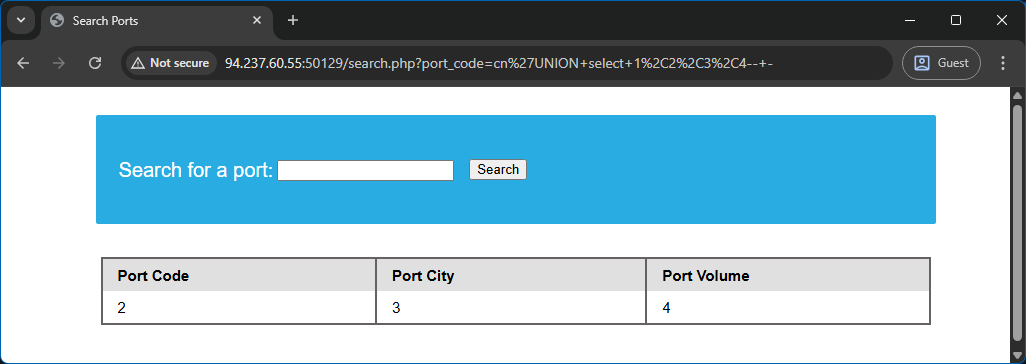 Search Ports
Not secure 94.237.60.55:50129/search.php?port_code=cn%27UNION+select+1%2C2%2C3%2C4--+- Guest
Search for a port: Search
Port Code Port City Port Volume
2 3 4